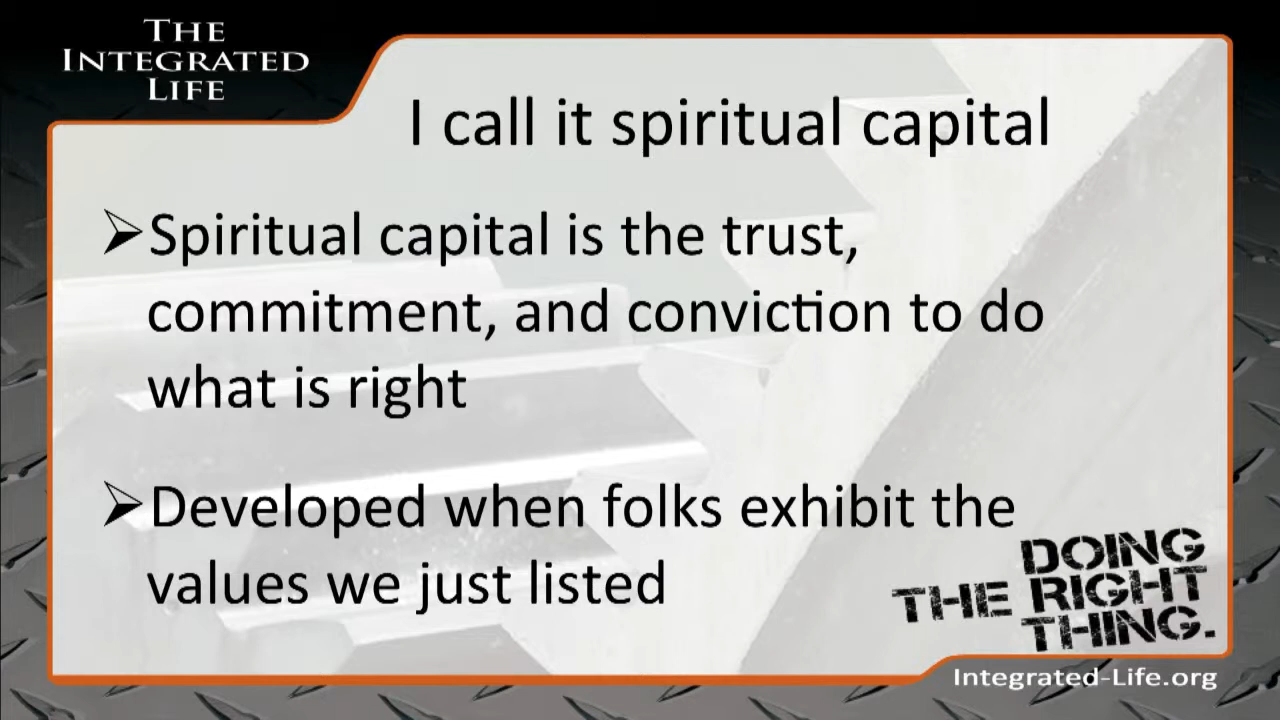 THE
INTEGRATED
LIFE
I call it spiritual capital
➢Spiritual capital is the trust,
commitment, and conviction to do
what is right
➢Developed when folks exhibit the
values we just listed
DOING
THE RIGHT
THING.
Integrated-Life.org